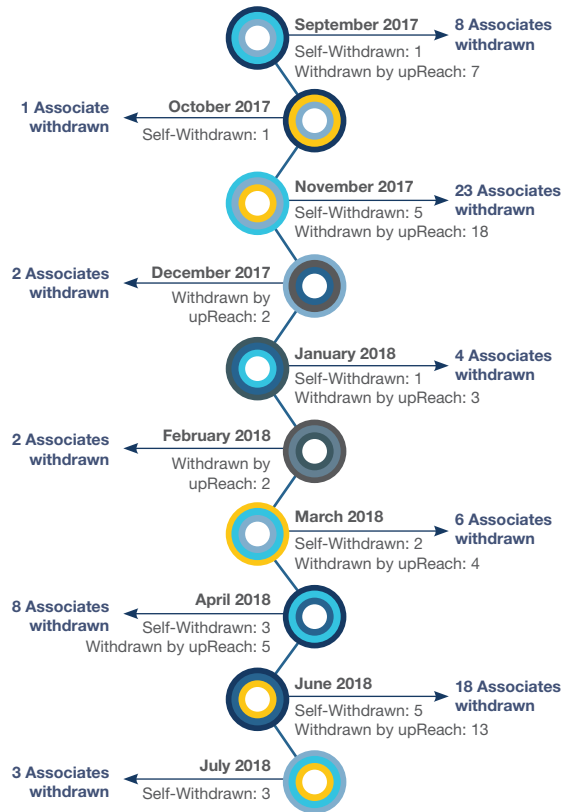 September 2017
8 Associates
withdrawn
Self-Withdrawn: 1
Withdrawn by upReach: 7
October 2017
1 Associate
withdrawn
Self-Withdrawn: 1
November 2017
23 Associates
withdrawn
Self-Withdrawn: 5
Withdrawn by upReach: 18
December 2017
2 Associates
withdrawn
Withdrawn by
upReach: 2
January 2018
4 Associates
withdrawn
Self-Withdrawn: 1
Withdrawn by upReach: 3
February 2018
2 Associates
withdrawn
Withdrawn by
upReach: 2
March 2018
6 Associates
withdrawn
Self-Withdrawn: 2
Withdrawn by upReach: 4
April 2018
8 Associates
withdrawn
Self-Withdrawn: 3
Withdrawn by upReach: 5
June 2018
18 Associates
withdrawn
Self-Withdrawn: 5
Withdrawn by upReach: 13
July 2018
3 Associates
withdrawn
Self-Withdrawn: 3